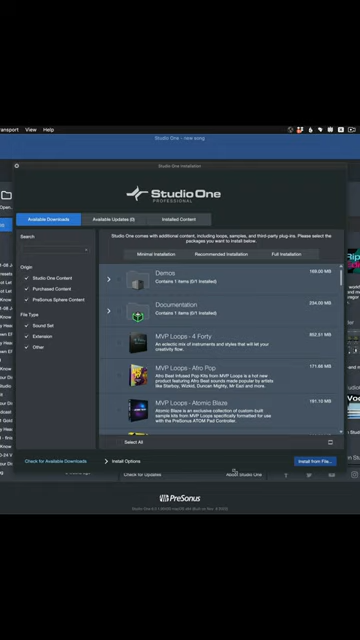 ransport View Help
Studio One - new song
Studio One Installation
Open...
Studio One
PROFESSIONAL
Available Downloads
Available Updates (0)
Installed Content
Search
Studio One comes with additional content, including loops, samples, and third-party plug-ins. Please select the
packages you want to install below.
Minimal Installation
Recommended Installation
Full Installation
Origin
Studio One Content
Purchased Content
PreSonus Sphere Content
File Type
Sound Set
Extension
Other
Demos
Contains 1 items (0/1 Installed)
Documentation
Contains 1 items (0/1 Installed)
234.00 MB
MVP Loops - 4 Forty
An eclectic mix of instruments and styles that will let your
creativity flow.
852.51 MB
MVP Loops - Afro Pop
Afro Beat Infused Pop Kits from MVP Loops is a hot new
product featuring Afro Beat sounds made popular by artists
like Starboy, Wizkid, Duncan Mighty, Mr Eazi and more.
171.88 MB
MVP Loops - Atomic Blaze
Atomic Blaze is an exclusive collection of custom-built
sample kits from MVP Loops specifically formatted for use
with the PreSonus ATOM Pad Controller.
191.10 MB
Select All
Check for Available Downloads
Install Options
Install from File...
Check for Updates
About Studio One
PreSonus